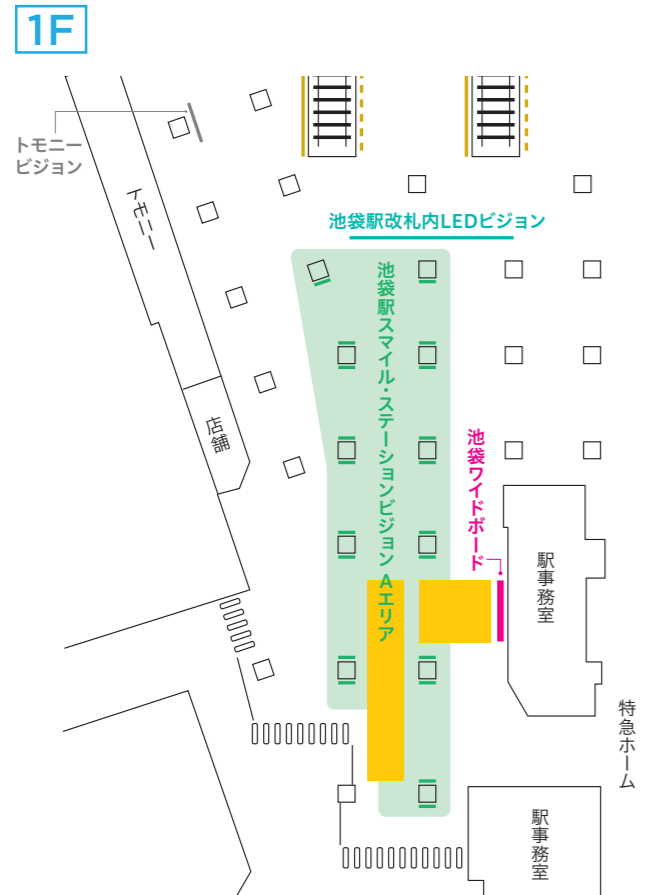 1F
トモニー
ビジョン
トモニー
池袋駅改札内LEDビジョン
池袋駅スマイル・ステーションビジョン Aエリア
店舗
池袋ワイドボード
駅事務室
特急ホーム
駅事務室